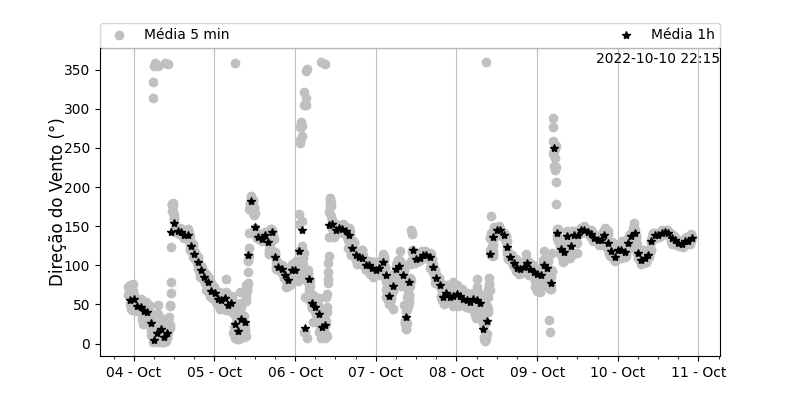 Média 5 min
Média 1h
2022-10-10 22:15
Direção do Vento (°)
350
300
250
200
150
100
50
0
04 - Oct
05 - Oct
06 - Oct
07 - Oct
08 - Oct
09 - Oct
10 - Oct
11 - Oct